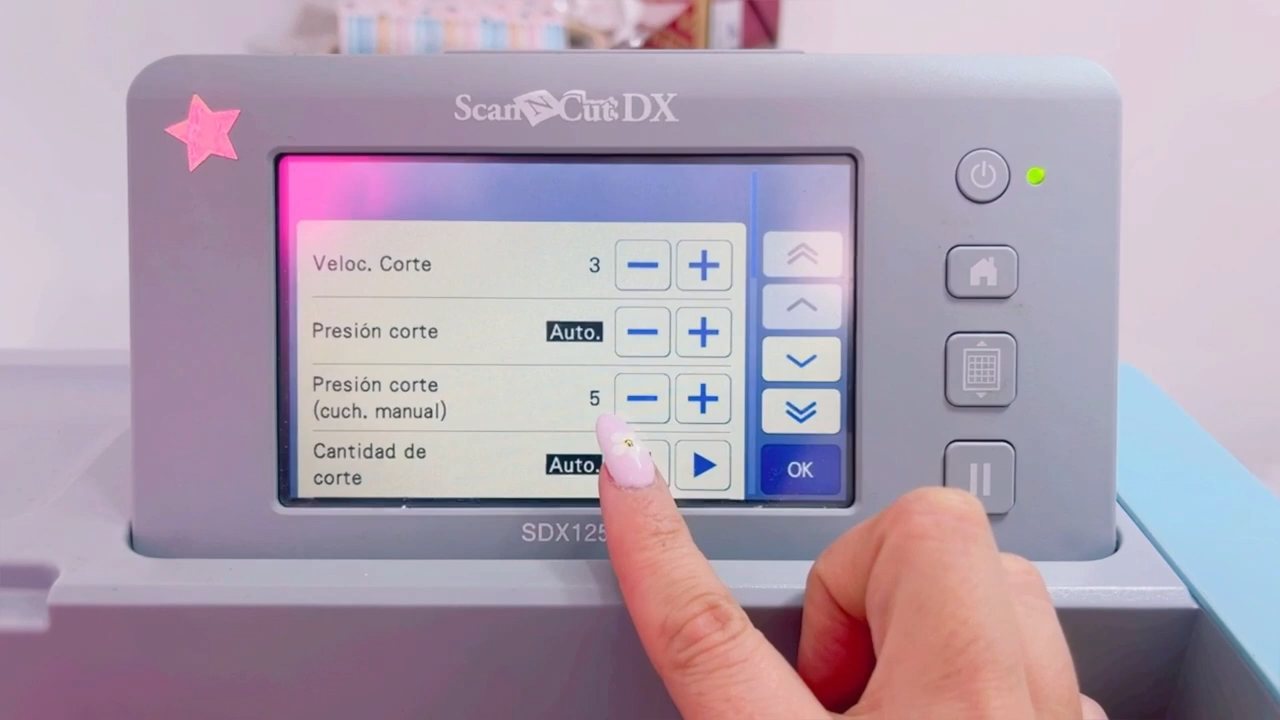 ScanNCut DX
Veloc. Corte 3
Presión corte Auto.
Presión corte
(cuch. manual) 5
Cantidad de
corte Auto.
OK
SDX125